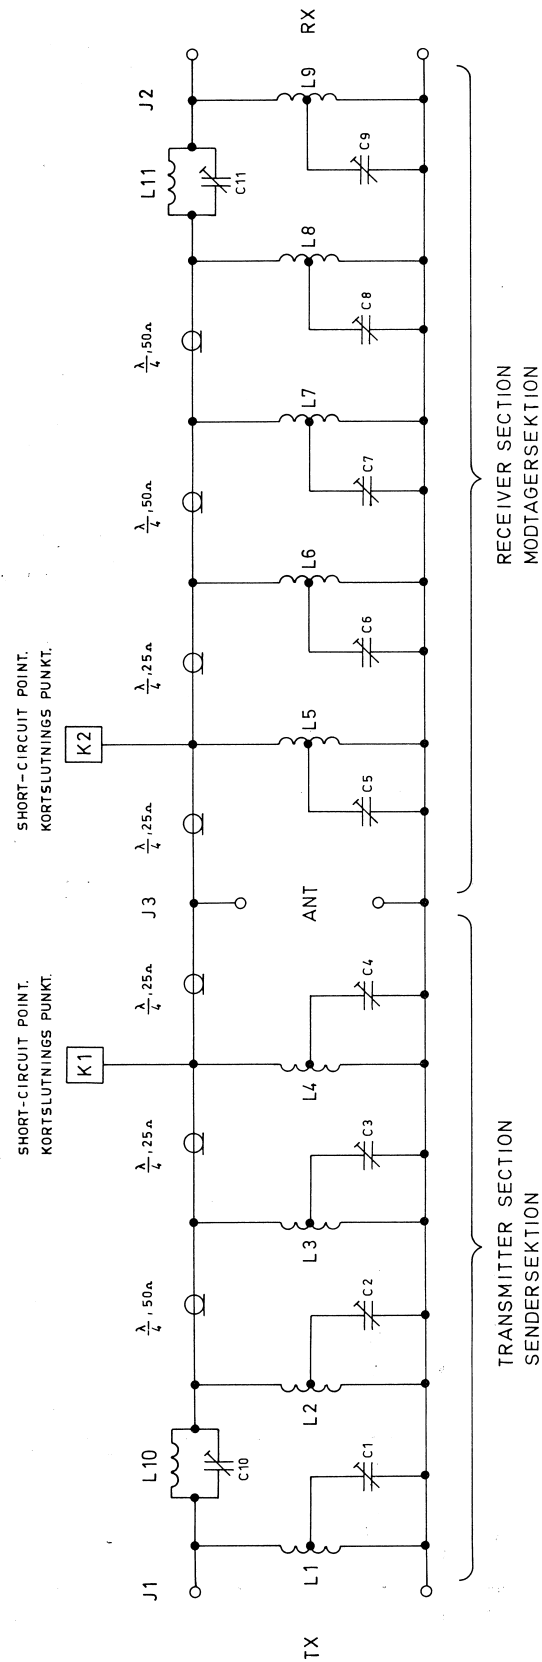 SHORT-CIRCUIT POINT.
KORTSLUTNINGS PUNKT.
SHORT-CIRCUIT POINT.
KORTSLUTNINGS PUNKT.
K1
K2
J1
L10
C10
λ/4, 50Ω
λ/4, 25Ω
λ/4, 25Ω
J3
λ/4, 25Ω
λ/4, 25Ω
λ/4, 50Ω
λ/4, 50Ω
L11
C11
J2
TX
L1
C1
L2
C2
L3
C3
L4
C4
ANT
C5
L5
C6
L6
C7
L7
C8
L8
C9
L9
RX
TRANSMITTER SECTION
SENDERSEKTION
RECEIVER SECTION
MODTAGERSEKTION